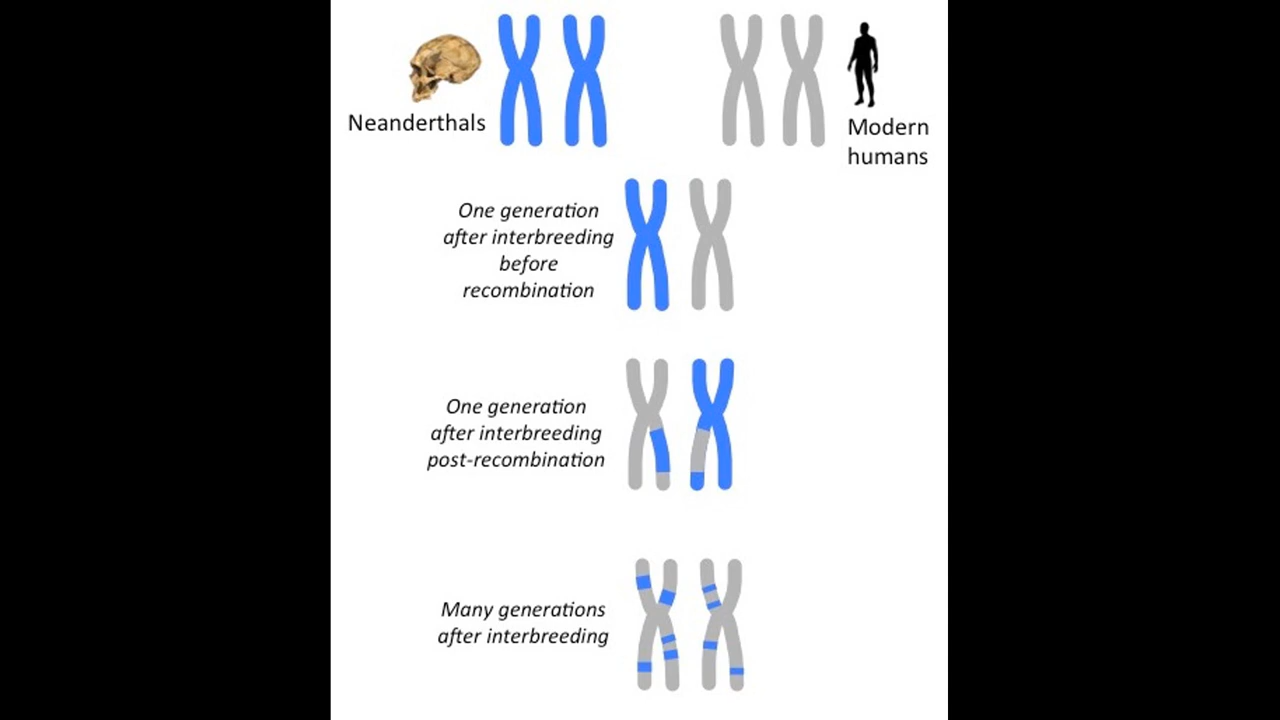 Neanderthals
Modern
humans
One generation
after interbreeding
before
recombination
One generation
after interbreeding
post-recombination
Many generations
after interbreeding